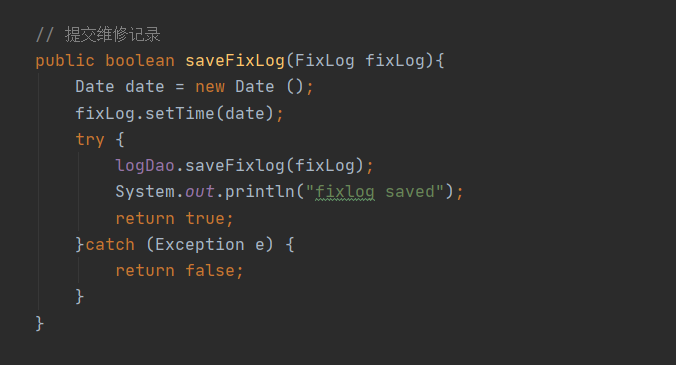 // 提交维修记录
public boolean saveFixLog(FixLog fixLog){
    Date date = new Date ();
    fixLog.setTime(date);
    try {
        logDao.saveFixlog(fixLog);
        System.out.println("fixlog saved");
        return true;
    }catch (Exception e) {
        return false;
    }
}